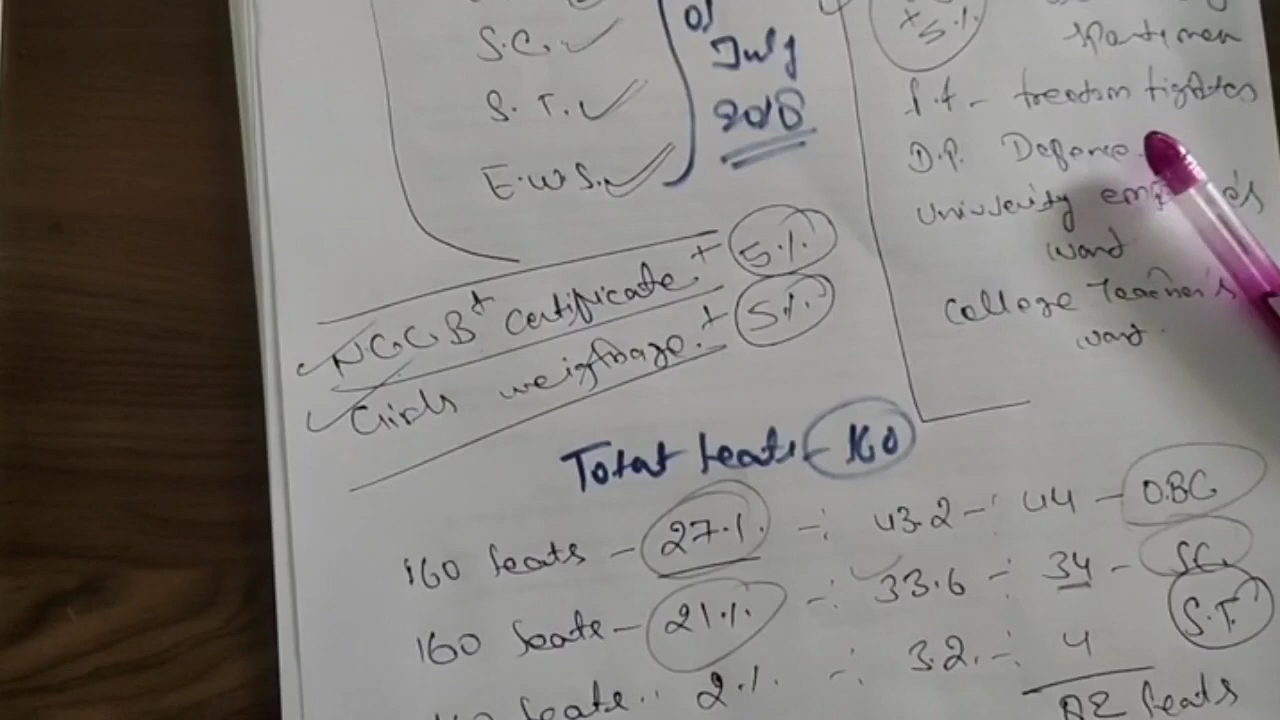 S.C.
S.T.
E.W.S.
July
2018
NCC B+ Certificate. + 5%
Girls weightage. + 5%
+5%
Sportsmen
f.f - freedom fighters
D.P. Defence
University
ward
College Teacher's
ward.
Total seats - 160
160 seats - 27% -: 43.2 -: 44 - OBC
160 seats - 21% -: 33.6 -: 34 - SC.
S.T.
seats.. 2% -: 3.2. -: 4
82 seats